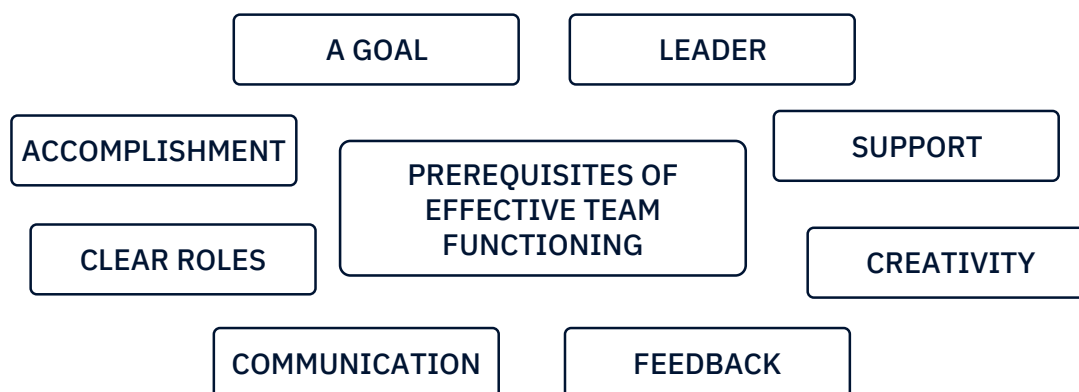 A GOAL
LEADER
ACCOMPLISHMENT
SUPPORT
PREREQUISITES OF
EFFECTIVE TEAM
FUNCTIONING
CLEAR ROLES
CREATIVITY
COMMUNICATION
FEEDBACK